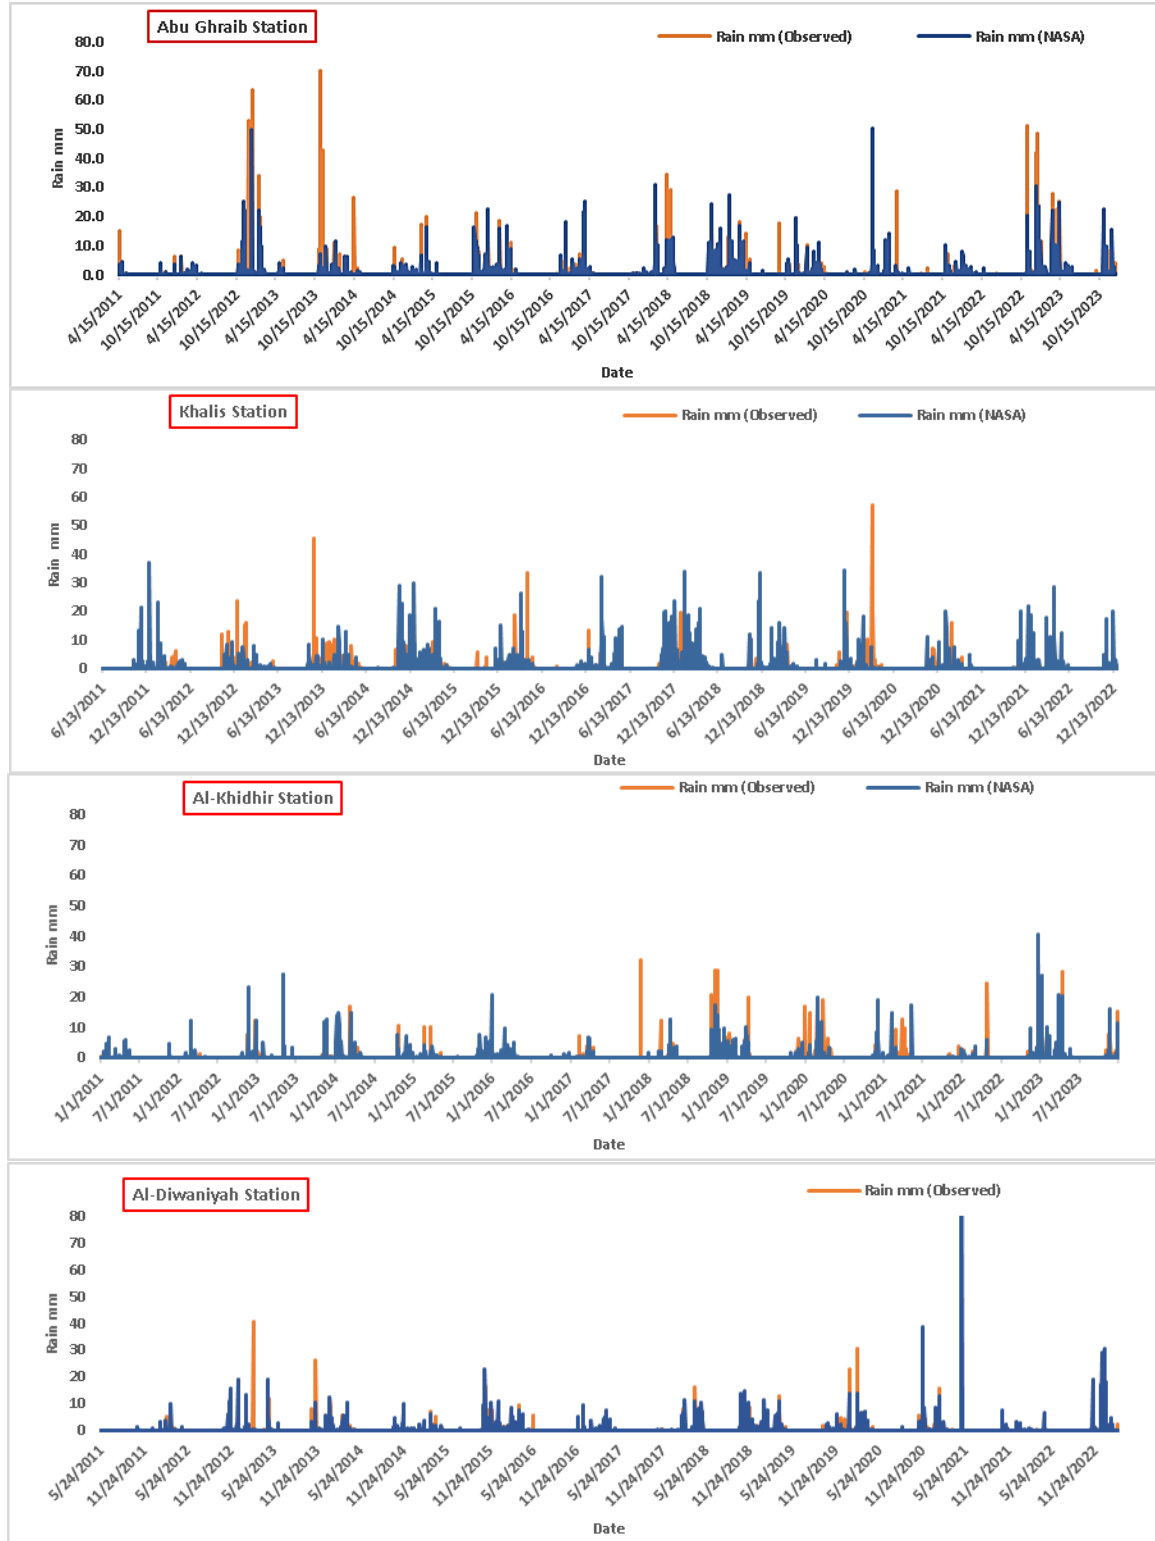 Abu Ghraib Station
Rain mm (Observed) Rain mm (NASA)
80.0
70.0
60.0
50.0
40.0
30.0
20.0
10.0
0.0
Rain mm
4/15/2011 10/15/2011 4/15/2012 10/15/2012 4/15/2013 10/15/2013 4/15/2014 10/15/2014 4/15/2015 10/15/2015 4/15/2016 10/15/2016 4/15/2017 10/15/2017 4/15/2018 10/15/2018 4/15/2019 10/15/2019 4/15/2020 10/15/2020 4/15/2021 10/15/2021 4/15/2022 10/15/2022 4/15/2023 10/15/2023
Date
Khalis Station
Rain mm (Observed) Rain mm (NASA)
80
70
60
50
40
30
20
10
0
Rain mm
6/13/2011 12/13/2011 6/13/2012 12/13/2012 6/13/2013 12/13/2013 6/13/2014 12/13/2014 6/13/2015 12/13/2015 6/13/2016 12/13/2016 6/13/2017 12/13/2017 6/13/2018 12/13/2018 6/13/2019 12/13/2019 6/13/2020 12/13/2020 6/13/2021 12/13/2021 6/13/2022 12/13/2022
Date
Al-Khidhir Station
Rain mm (Observed) Rain mm (NASA)
80
70
60
50
40
30
20
10
0
Rain mm
1/1/2011 7/1/2011 1/1/2012 7/1/2012 1/1/2013 7/1/2013 1/1/2014 7/1/2014 1/1/2015 7/1/2015 1/1/2016 7/1/2016 1/1/2017 7/1/2017 1/1/2018 7/1/2018 1/1/2019 7/1/2019 1/1/2020 7/1/2020 1/1/2021 7/1/2021 1/1/2022 7/1/2022 1/1/2023 7/1/2023
Date
Al-Diwaniyah Station
Rain mm (Observed)
80
70
60
50
40
30
20
10
0
Rain mm
5/24/2011 11/24/2011 5/24/2012 11/24/2012 5/24/2013 11/24/2013 5/24/2014 11/24/2014 5/24/2015 11/24/2015 5/24/2016 11/24/2016 5/24/2017 11/24/2017 5/24/2018 11/24/2018 5/24/2019 11/24/2019 5/24/2020 11/24/2020 5/24/2021 11/24/2021 5/24/2022 11/24/2022
Date